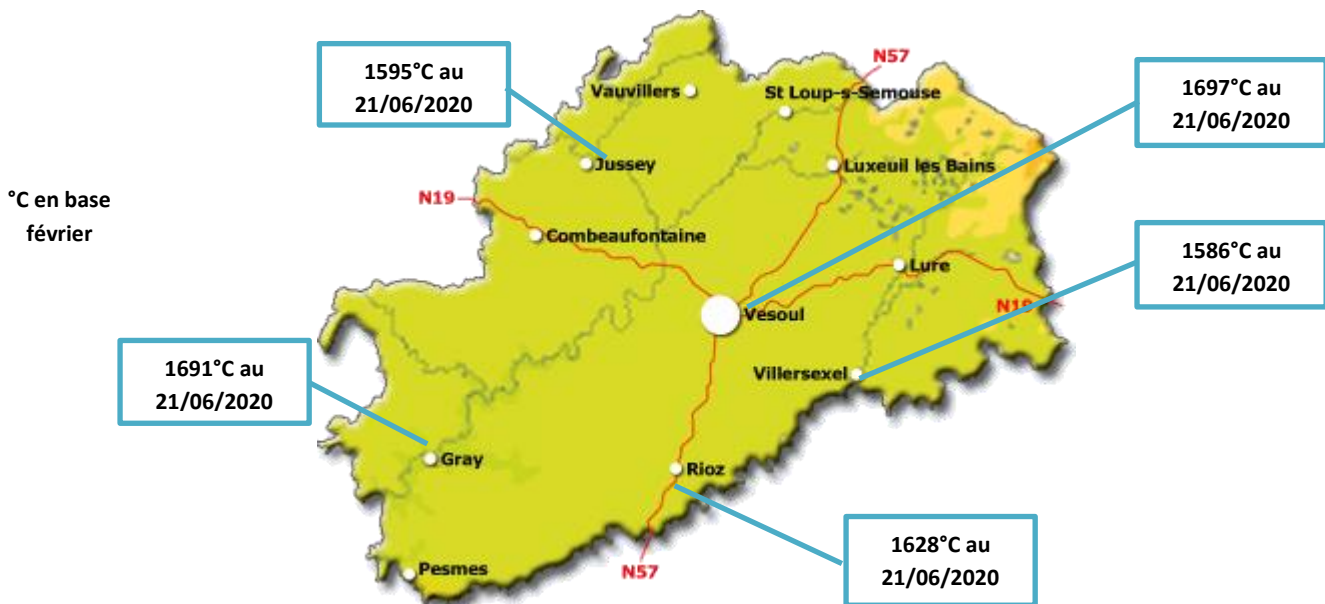 1595°C au
21/06/2020
N57
1697°C au
21/06/2020
Vauvillers
St Loup-s-Semouse
Jussey
Luxeuil les Bains
°C en base
février
N19
Combeaufontaine
1586°C au
21/06/2020
Lure
N19
Vesoul
1691°C au
21/06/2020
Villersexel
Gray
Rioz
1628°C au
21/06/2020
Pesmes
N57